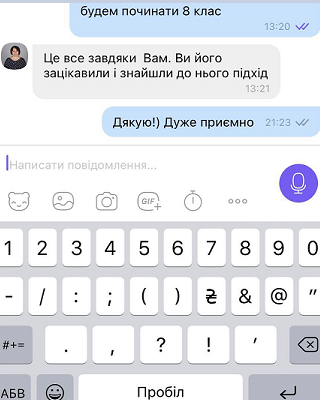 будем починати 8 клас
13:20
Це все завдяки  Вам. Ви його
зацікавили і знайшли до нього підхід
13:21
Дякую!) Дуже приємно 21:23
Написати повідомлення...
GIF+
1 2 3 4 5 6 7 8 9 0
- / : ; ( ) ₴ & @ "
#+= . , ? ! ’
АБВ Пробіл